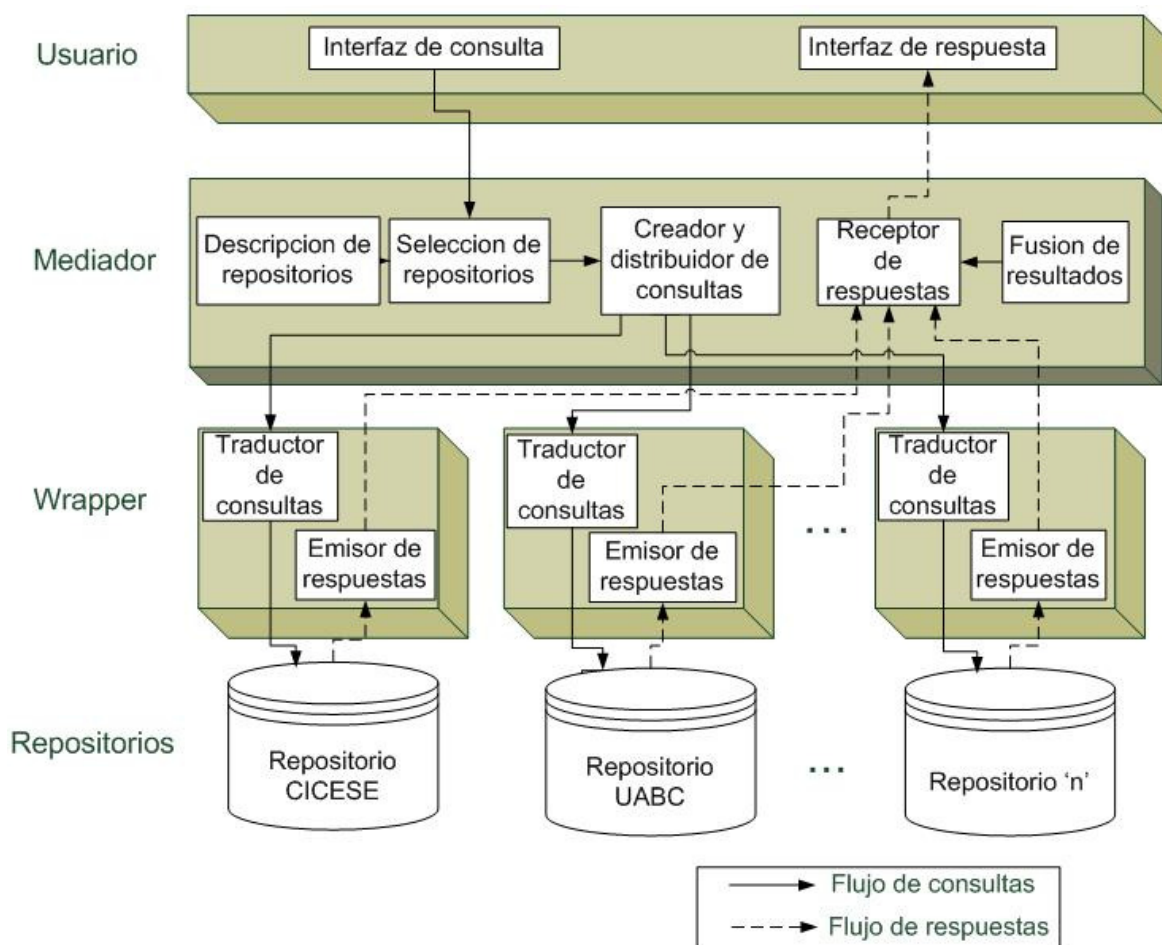 Usuario
Interfaz de consulta
Interfaz de respuesta
Mediador
Descripcion de
repositorios
Seleccion de
repositorios
Creador y
distribuidor de
consultas
Receptor
de
respuestas
Fusion de
resultados
Wrapper
Traductor
de
consultas
Emisor de
respuestas
Traductor
de
consultas
Emisor de
respuestas
...
Traductor
de
consultas
Emisor de
respuestas
Repositorios
Repositorio
CICESE
Repositorio
UABC
...
Repositorio ‘n’
Flujo de consultas
Flujo de respuestas